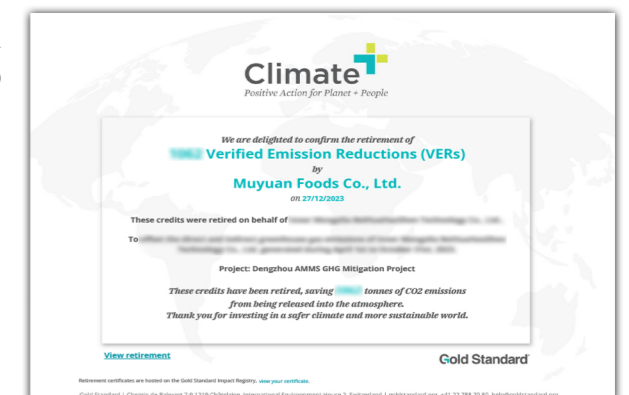 Climate+
Positive Action for Planet + People
We are delighted to confirm the retirement of
Verified Emission Reductions (VERs)
by
Muyuan Foods Co., Ltd.
on 27/12/2023
These credits were retired on behalf of
To
Project: Dengzhou AMMS GHG Mitigation Project
These credits have been retired, saving tonnes of CO2 emissions
from being released into the atmosphere.
Thank you for investing in a safer climate and more sustainable world.
View retirement
Gold Standard
Retirement certificates are hosted on the Gold Standard Impact Registry. view your certificate.